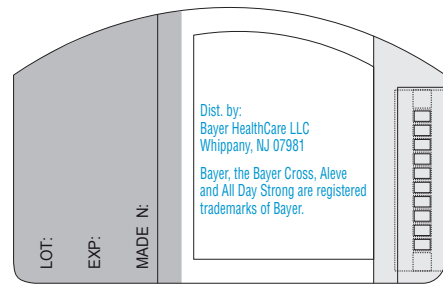 LOT:
EXP:
MADE N:
Dist. by:
Bayer HealthCare LLC
Whippany, NJ 07981
Bayer, the Bayer Cross, Aleve
and All Day Strong are registered
trademarks of Bayer.